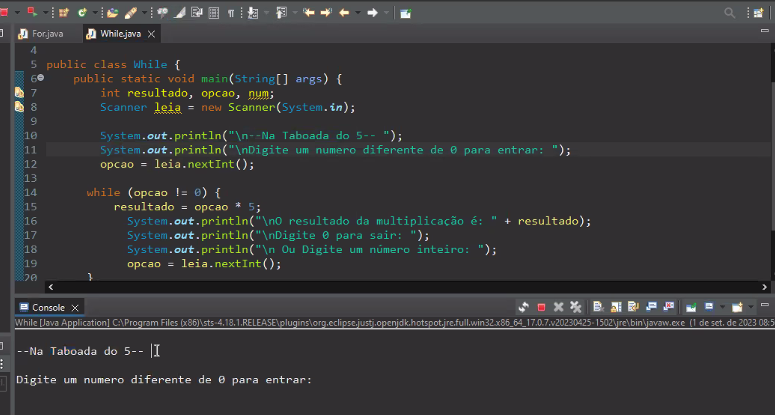 For.java
While.java
4
5 public class While {
6 public static void main(String[] args) {
7 int resultado, opcao, num;
8 Scanner leia = new Scanner(System.in);
9
10 System.out.println("\n--Na Taboada do 5-- ");
11 System.out.println("\nDigite um numero diferente de 0 para entrar: ");
12 opcao = leia.nextInt();
13
14 while (opcao != 0) {
15 resultado = opcao * 5;
16 System.out.println("\nO resultado da multiplicação é: " + resultado);
17 System.out.println("\nDigite 0 para sair: ");
18 System.out.println("\n Ou Digite um número inteiro: ");
19 opcao = leia.nextInt();
20 }
Console
While [Java Application] C:\Program Files (x86)\sts-4.18.1.RELEASE\plugins\org.eclipse.justj.openjdk.hotspot.jre.full.win32.x86_64_17.0.7.v20230425-1502\jre\bin\javaw.exe (1 de set. de 2023 08:5
--Na Taboada do 5--
Digite um numero diferente de 0 para entrar: